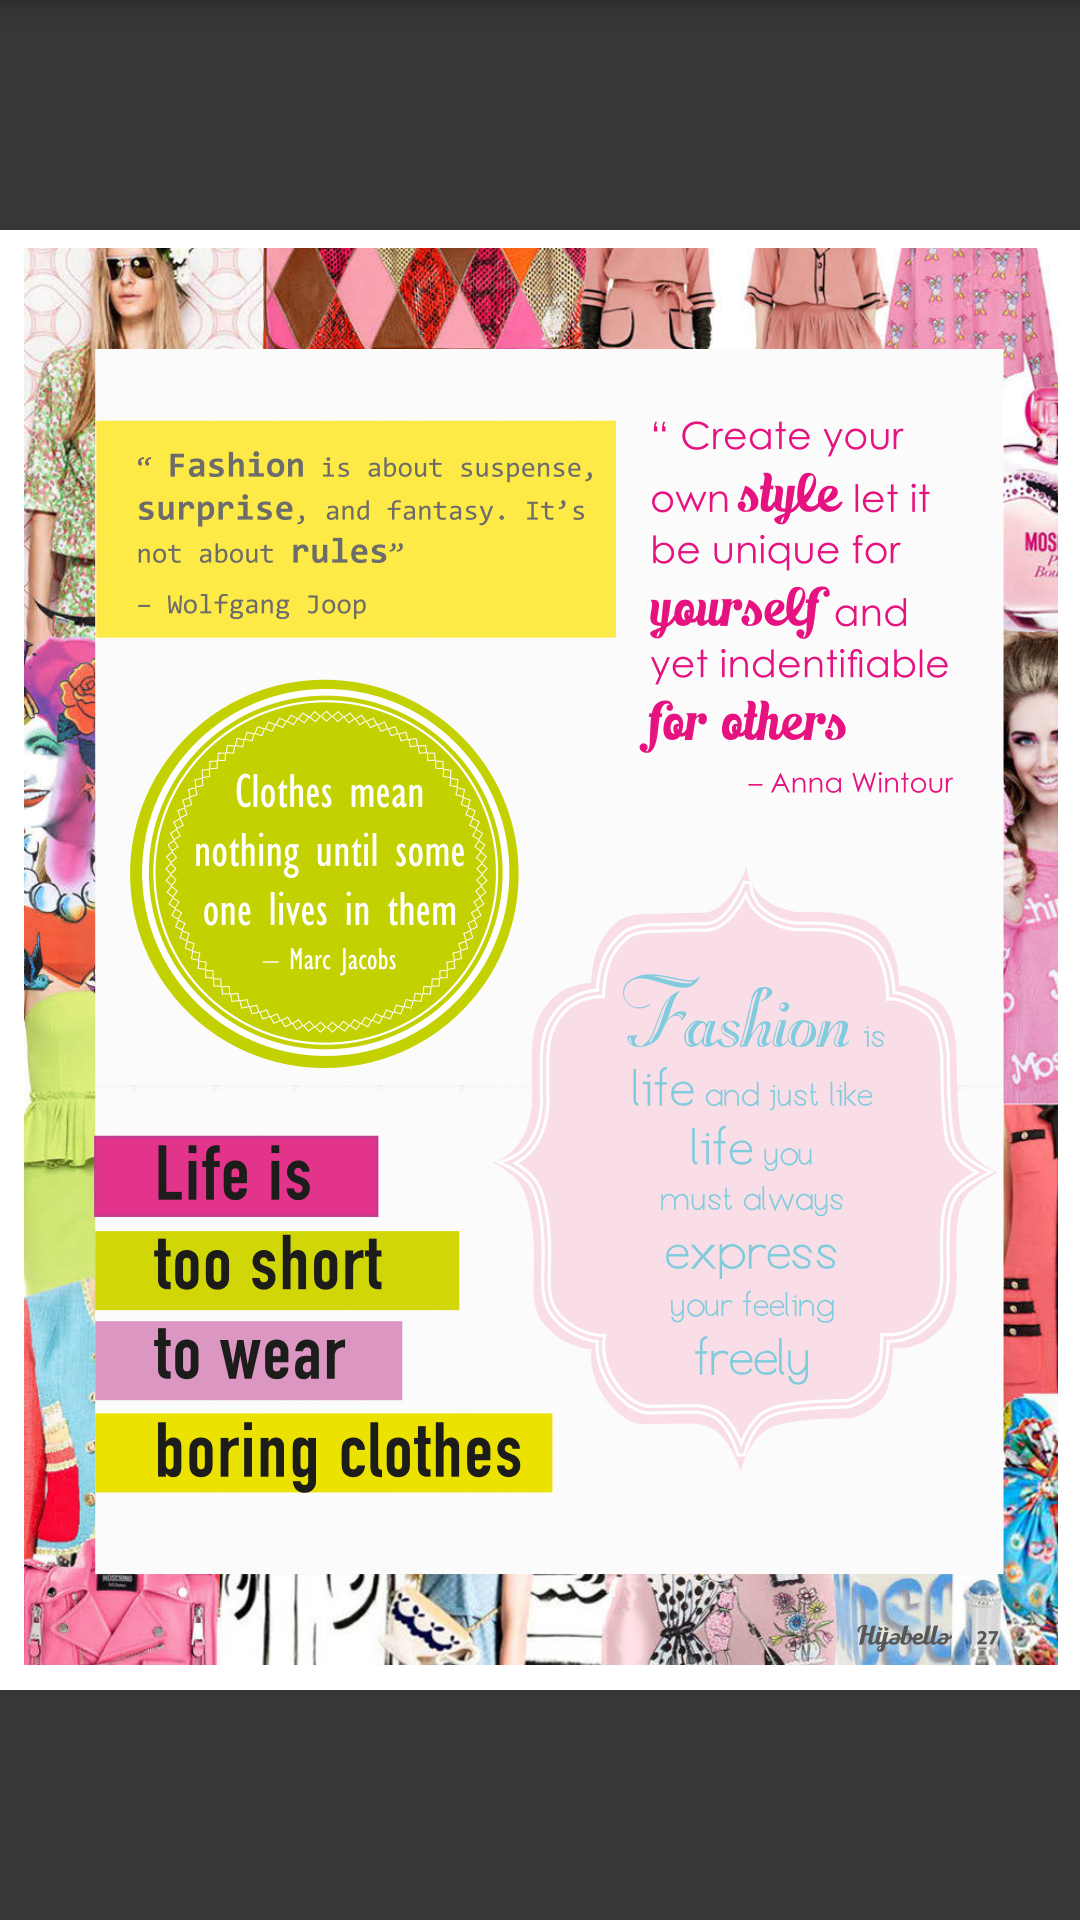 “ Fashion is about suspense,
surprise, and fantasy. It’s
not about rules”
– Wolfgang Joop
“ Create your
own style let it
be unique for
yourself and
yet indentifiable
for others
– Anna Wintour
Clothes mean
nothing until some
one lives in them
– Marc Jacobs
Fashion is
life and just like
life you
must always
express
your feeling
freely
Life is
too short
to wear
boring clothes
MOSCHINO
Hijabella 27